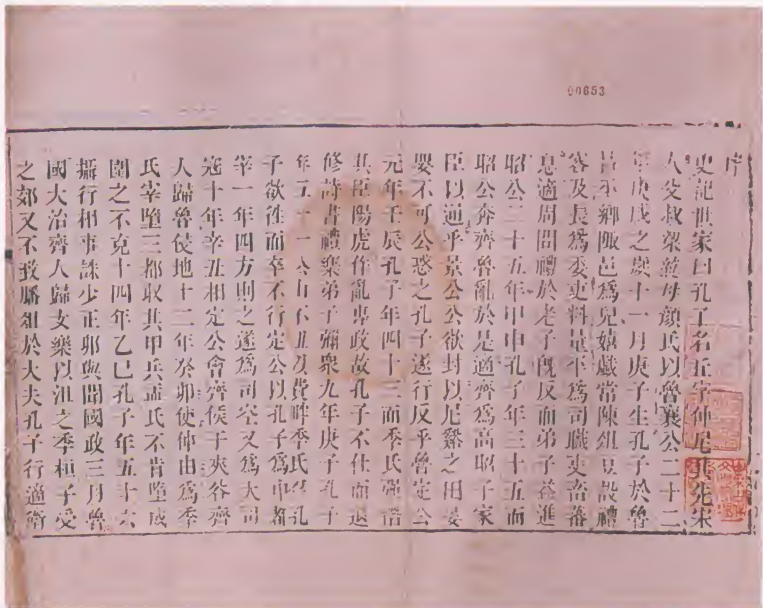 00653
序
史記世家曰孔子名丘字仲尼其先宋
人父叔梁紇母顔氏以魯襄公二十二
年庚戌之歲十一月庚子生孔子於魯
昌平鄉陬邑爲兒嬉戲常陳俎豆設禮
容及長爲委吏料量平爲司職吏畜蕃
息適周問禮於老子旣反而弟子益進
昭公二十五年甲申孔子年三十五而
昭公奔齊魯亂於是適齊爲高昭子家
臣以通乎景公公欲封以尼谿之田晏
嬰不可公惑之孔子遂行反乎魯定公
元年壬辰孔子年四十三而季氏强僭
其臣陽虎作亂專政故孔子不仕而退
修詩書禮樂弟子彌衆九年庚子孔子
年五十一公山不丑以費畔季氏召孔
子欲往而卒不行定公以孔子爲中都
宰一年四方則之遂爲司空又爲大司
寇十年辛丑相定公會齊侯于夾谷齊
人歸魯侵地十二年癸卯使仲由爲季
氏宰墮三都收其甲兵孟氏不肯墮成
圍之不克十四年乙巳孔子年五十六
攝行相事誅少正卯與聞國政三月魯
國大治齊人歸女樂以沮之季桓子受
之郊又不致膰俎於大夫孔子行適衛